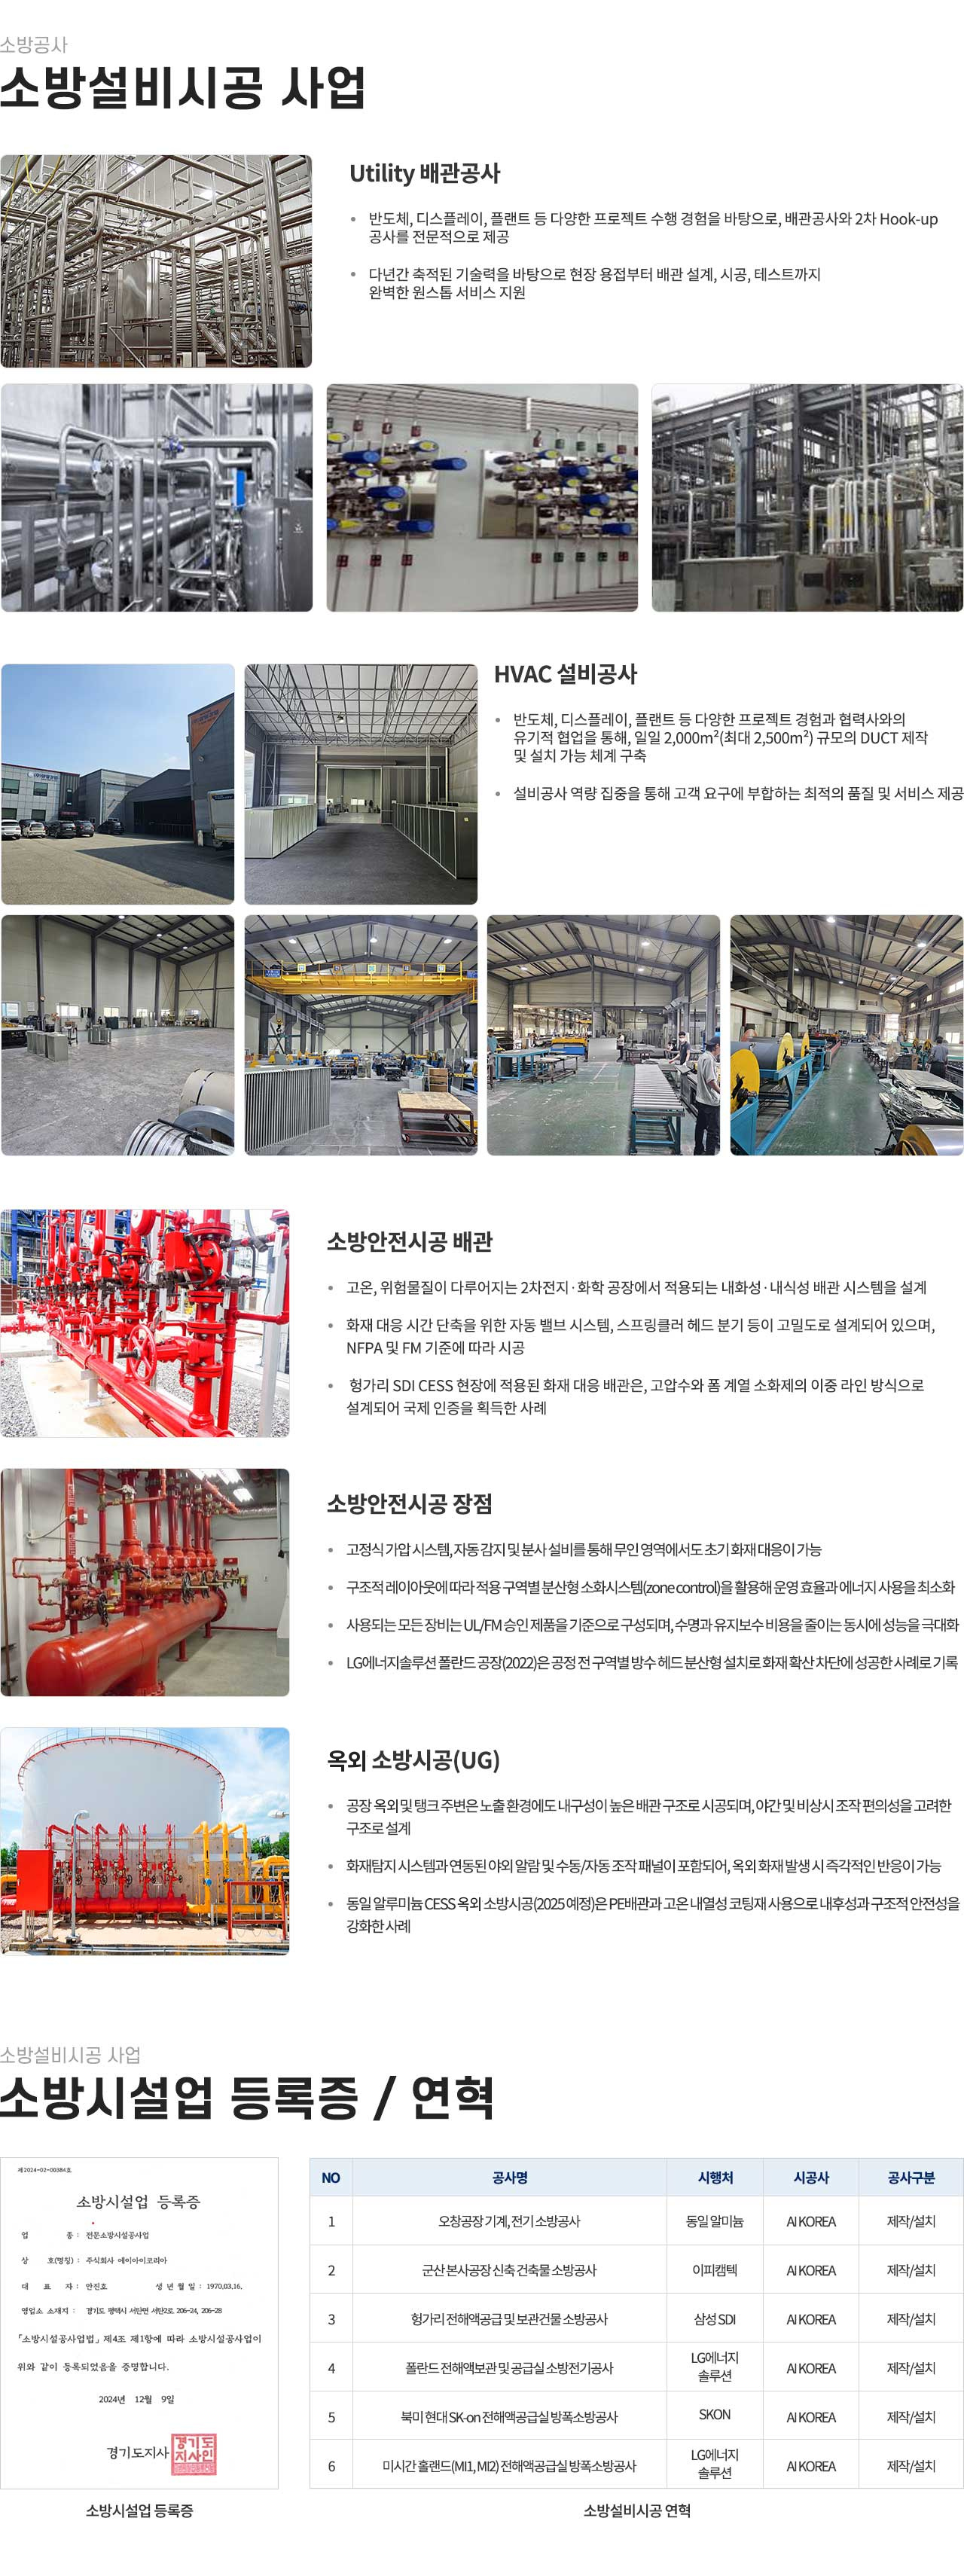 소방공사
소방설비시공 사업
Utility 배관공사
• 반도체, 디스플레이, 플랜트 등 다양한 프로젝트 수행 경험을 바탕으로, 배관공사와 2차 Hook-up
공사를 전문적으로 제공
• 다년간 축적된 기술력을 바탕으로 현장 용접부터 배관 설계, 시공, 테스트까지
완벽한 원스톱 서비스 지원
HVAC 설비공사
• 반도체, 디스플레이, 플랜트 등 다양한 프로젝트 경험과 협력사와의
유기적 협업을 통해, 일일 2,000m²(최대 2,500m²) 규모의 DUCT 제작
및 설치 가능 체계 구축
• 설비공사 역량 집중을 통해 고객 요구에 부합하는 최적의 품질 및 서비스 제공
소방안전시공 배관
• 고온, 위험물질이 다루어지는 2차전지·화학 공장에서 적용되는 내화성·내식성 배관 시스템을 설계
• 화재 대응 시간 단축을 위한 자동 밸브 시스템, 스프링클러 헤드 분기 등이 고밀도로 설계되어 있으며,
NFPA 및 FM 기준에 따라 시공
• 헝가리 SDI CESS 현장에 적용된 화재 대응 배관은, 고압수와 폼 계열 소화제의 이중 라인 방식으로
설계되어 국제 인증을 획득한 사례
소방안전시공 장점
• 고정식 가압 시스템, 자동 감지 및 분사 설비를 통해 무인 영역에서도 초기 화재 대응이 가능
• 구조적 레이아웃에 따라 적용 구역별 분산형 소화시스템(zone control)을 활용해 운영 효율과 에너지 사용을 최소화
• 사용되는 모든 장비는 UL/FM 승인 제품을 기준으로 구성되며, 수명과 유지보수 비용을 줄이는 동시에 성능을 극대화
• LG에너지솔루션 폴란드 공장(2022)은 공정 전 구역별 방수 헤드 분산형 설치로 화재 확산 차단에 성공한 사례로 기록
옥외 소방시공(UG)
• 공장 옥외 및 탱크 주변은 노출 환경에도 내구성이 높은 배관 구조로 시공되며, 야간 및 비상시 조작 편의성을 고려한
구조로 설계
• 화재탐지 시스템과 연동된 야외 알람 및 수동/자동 조작 패널이 포함되어, 옥외 화재 발생 시 즉각적인 반응이 가능
• 동일 알루미늄 CESS 옥외 소방시공(2025 예정)은 PE배관과 고온 내열성 코팅재 사용으로 내후성과 구조적 안전성을
강화한 사례
소방설비시공 사업
소방시설업 등록증 / 연혁
제2024-02-00384호
소방시설업 등록증
업 종 : 전문소방시설공사업
상 호(명칭) : 주식회사 에이아이코리아
대 표 자 : 안진호 생 년 월 일 : 1970.03.16.
영업소 소재지 : 경기도 평택시 서탄면 서탄2로 206-24, 206-28
「소방시설공사업법」 제4조 제1항에 따라 소방시설공사업이
위와 같이 등록되었음을 증명합니다.
2024년 12월 9일
경기도지사
경기도
지사인
소방시설업 등록증
NO 공사명 시행처 시공사 공사구분
1 오창공장 기계, 전기 소방공사 동일 알미늄 AI KOREA 제작/설치
2 군산 본사공장 신축 건축물 소방공사 이피캠텍 AI KOREA 제작/설치
3 헝가리 전해액공급 및 보관건물 소방공사 삼성 SDI AI KOREA 제작/설치
4 폴란드 전해액보관 및 공급실 소방전기공사 LG에너지 솔루션 AI KOREA 제작/설치
5 북미 현대 SK-on 전해액공급실 방폭소방공사 SKON AI KOREA 제작/설치
6 미시간 홀랜드(MI1, MI2) 전해액공급실 방폭소방공사 LG에너지 솔루션 AI KOREA 제작/설치
소방설비시공 연혁